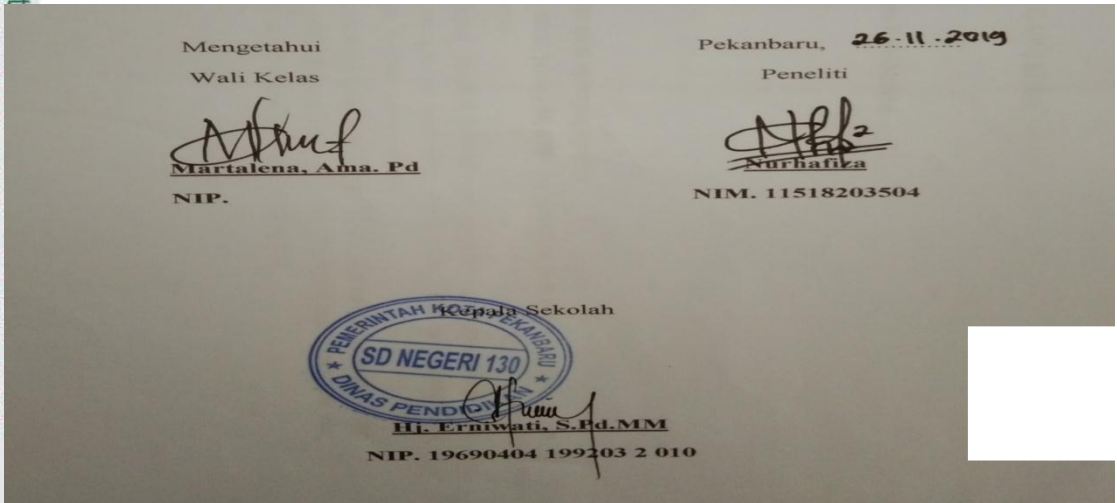 Mengetahui
Wali Kelas
Martalena, Ama. Pd
NIP.
Pekanbaru, 26-11-2019
Peneliti
Nurhafiza
NIM. 11518203504
Kepala Sekolah
PEMERINTAH KOTA PEKANBARU
SD NEGERI 130
DINAS PENDIDIKAN
Hj. Erniwati, S.Pd.MM
NIP. 19690404 199203 2 010